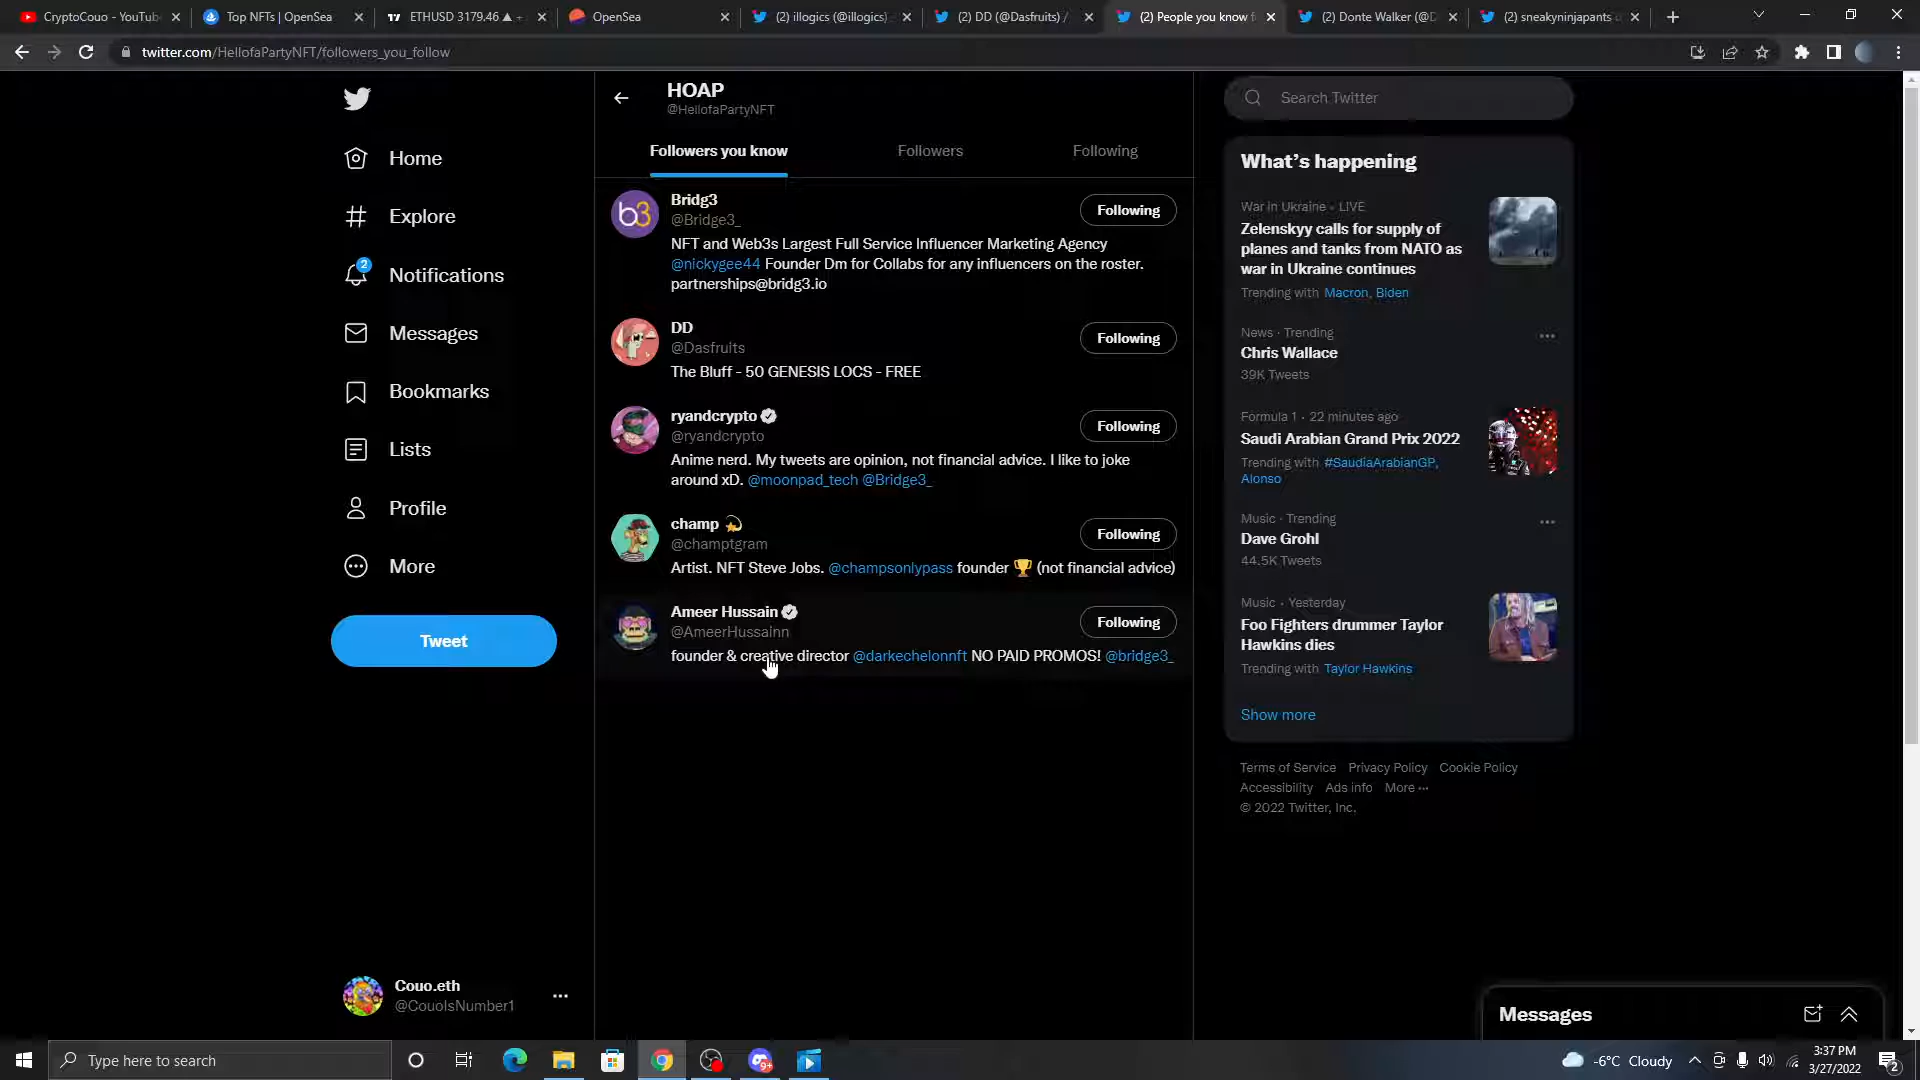 CryptoCouo - YouTub
Top NFTs | OpenSea
ETHUSD 3179.46 ▲ +
OpenSea
(2) illogics (@illogics)
(2) DD (@Dasfruits) /
(2) People you know f
(2) Donte Walker (@D
(2) sneakyninjapants
twitter.com/HellofaPartyNFT/followers_you_follow
Home
Explore
2
Notifications
Messages
Bookmarks
Lists
Profile
More
Tweet
Couo.eth
@CouoIsNumber1
HOAP
@HellofaPartyNFT
Followers you know
Followers
Following
b3
Bridg3
@Bridge3_
Following
NFT and Web3s Largest Full Service Influencer Marketing Agency
@nickygee44 Founder Dm for Collabs for any influencers on the roster.
partnerships@bridg3.io
DD
@Dasfruits
Following
The Bluff - 50 GENESIS LOCS - FREE
ryandcrypto
@ryandcrypto
Following
Anime nerd. My tweets are opinion, not financial advice. I like to joke
around xD. @moonpad_tech @Bridge3_
champ 💫
@champtgram
Following
Artist. NFT Steve Jobs. @champsonlypass founder 🏆 (not financial advice)
Ameer Hussain
@AmeerHussainn
Following
founder & creative director @darkechelonnft NO PAID PROMOS! @bridge3_
Search Twitter
What's happening
War in Ukraine · LIVE
Zelenskyy calls for supply of
planes and tanks from NATO as
war in Ukraine continues
Trending with Macron, Biden
News · Trending
Chris Wallace
39K Tweets
Formula 1 · 22 minutes ago
Saudi Arabian Grand Prix 2022
Trending with #SaudiaArabianGP,
Alonso
Music · Trending
Dave Grohl
44.5K Tweets
Music · Yesterday
Foo Fighters drummer Taylor
Hawkins dies
Trending with Taylor Hawkins
Show more
Terms of Service Privacy Policy Cookie Policy
Accessibility Ads info More ···
© 2022 Twitter, Inc.
Messages
Type here to search
9+
-6°C Cloudy
3:37 PM
3/27/2022
2